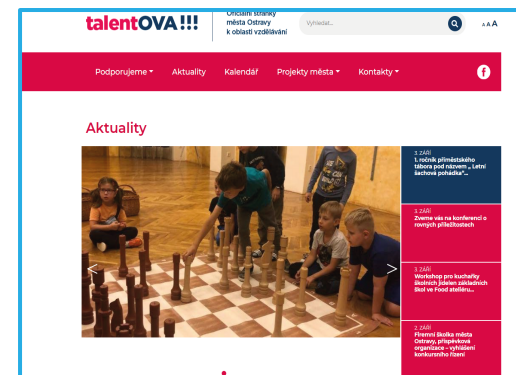 talentOVA!!!
Oficiální stránky
města Ostravy
k oblasti vzdělávání
Vyhledat...
A A A
Podporujeme Aktuality Kalendář Projekty města Kontakty
f
Aktuality
3. ZÁŘÍ
1. ročník příměstského
tábora pod názvem „ Letní
šachová pohádka“...
3. ZÁŘÍ
Zveme vás na konferenci o
rovných příležitostech
3. ZÁŘÍ
Workshop pro kuchařky
školních jídelen základních
škol ve Food ateliéru...
2. ZÁŘÍ
Firemní školka města
Ostravy, příspěvková
organizace – vyhlášení
konkursního řízení